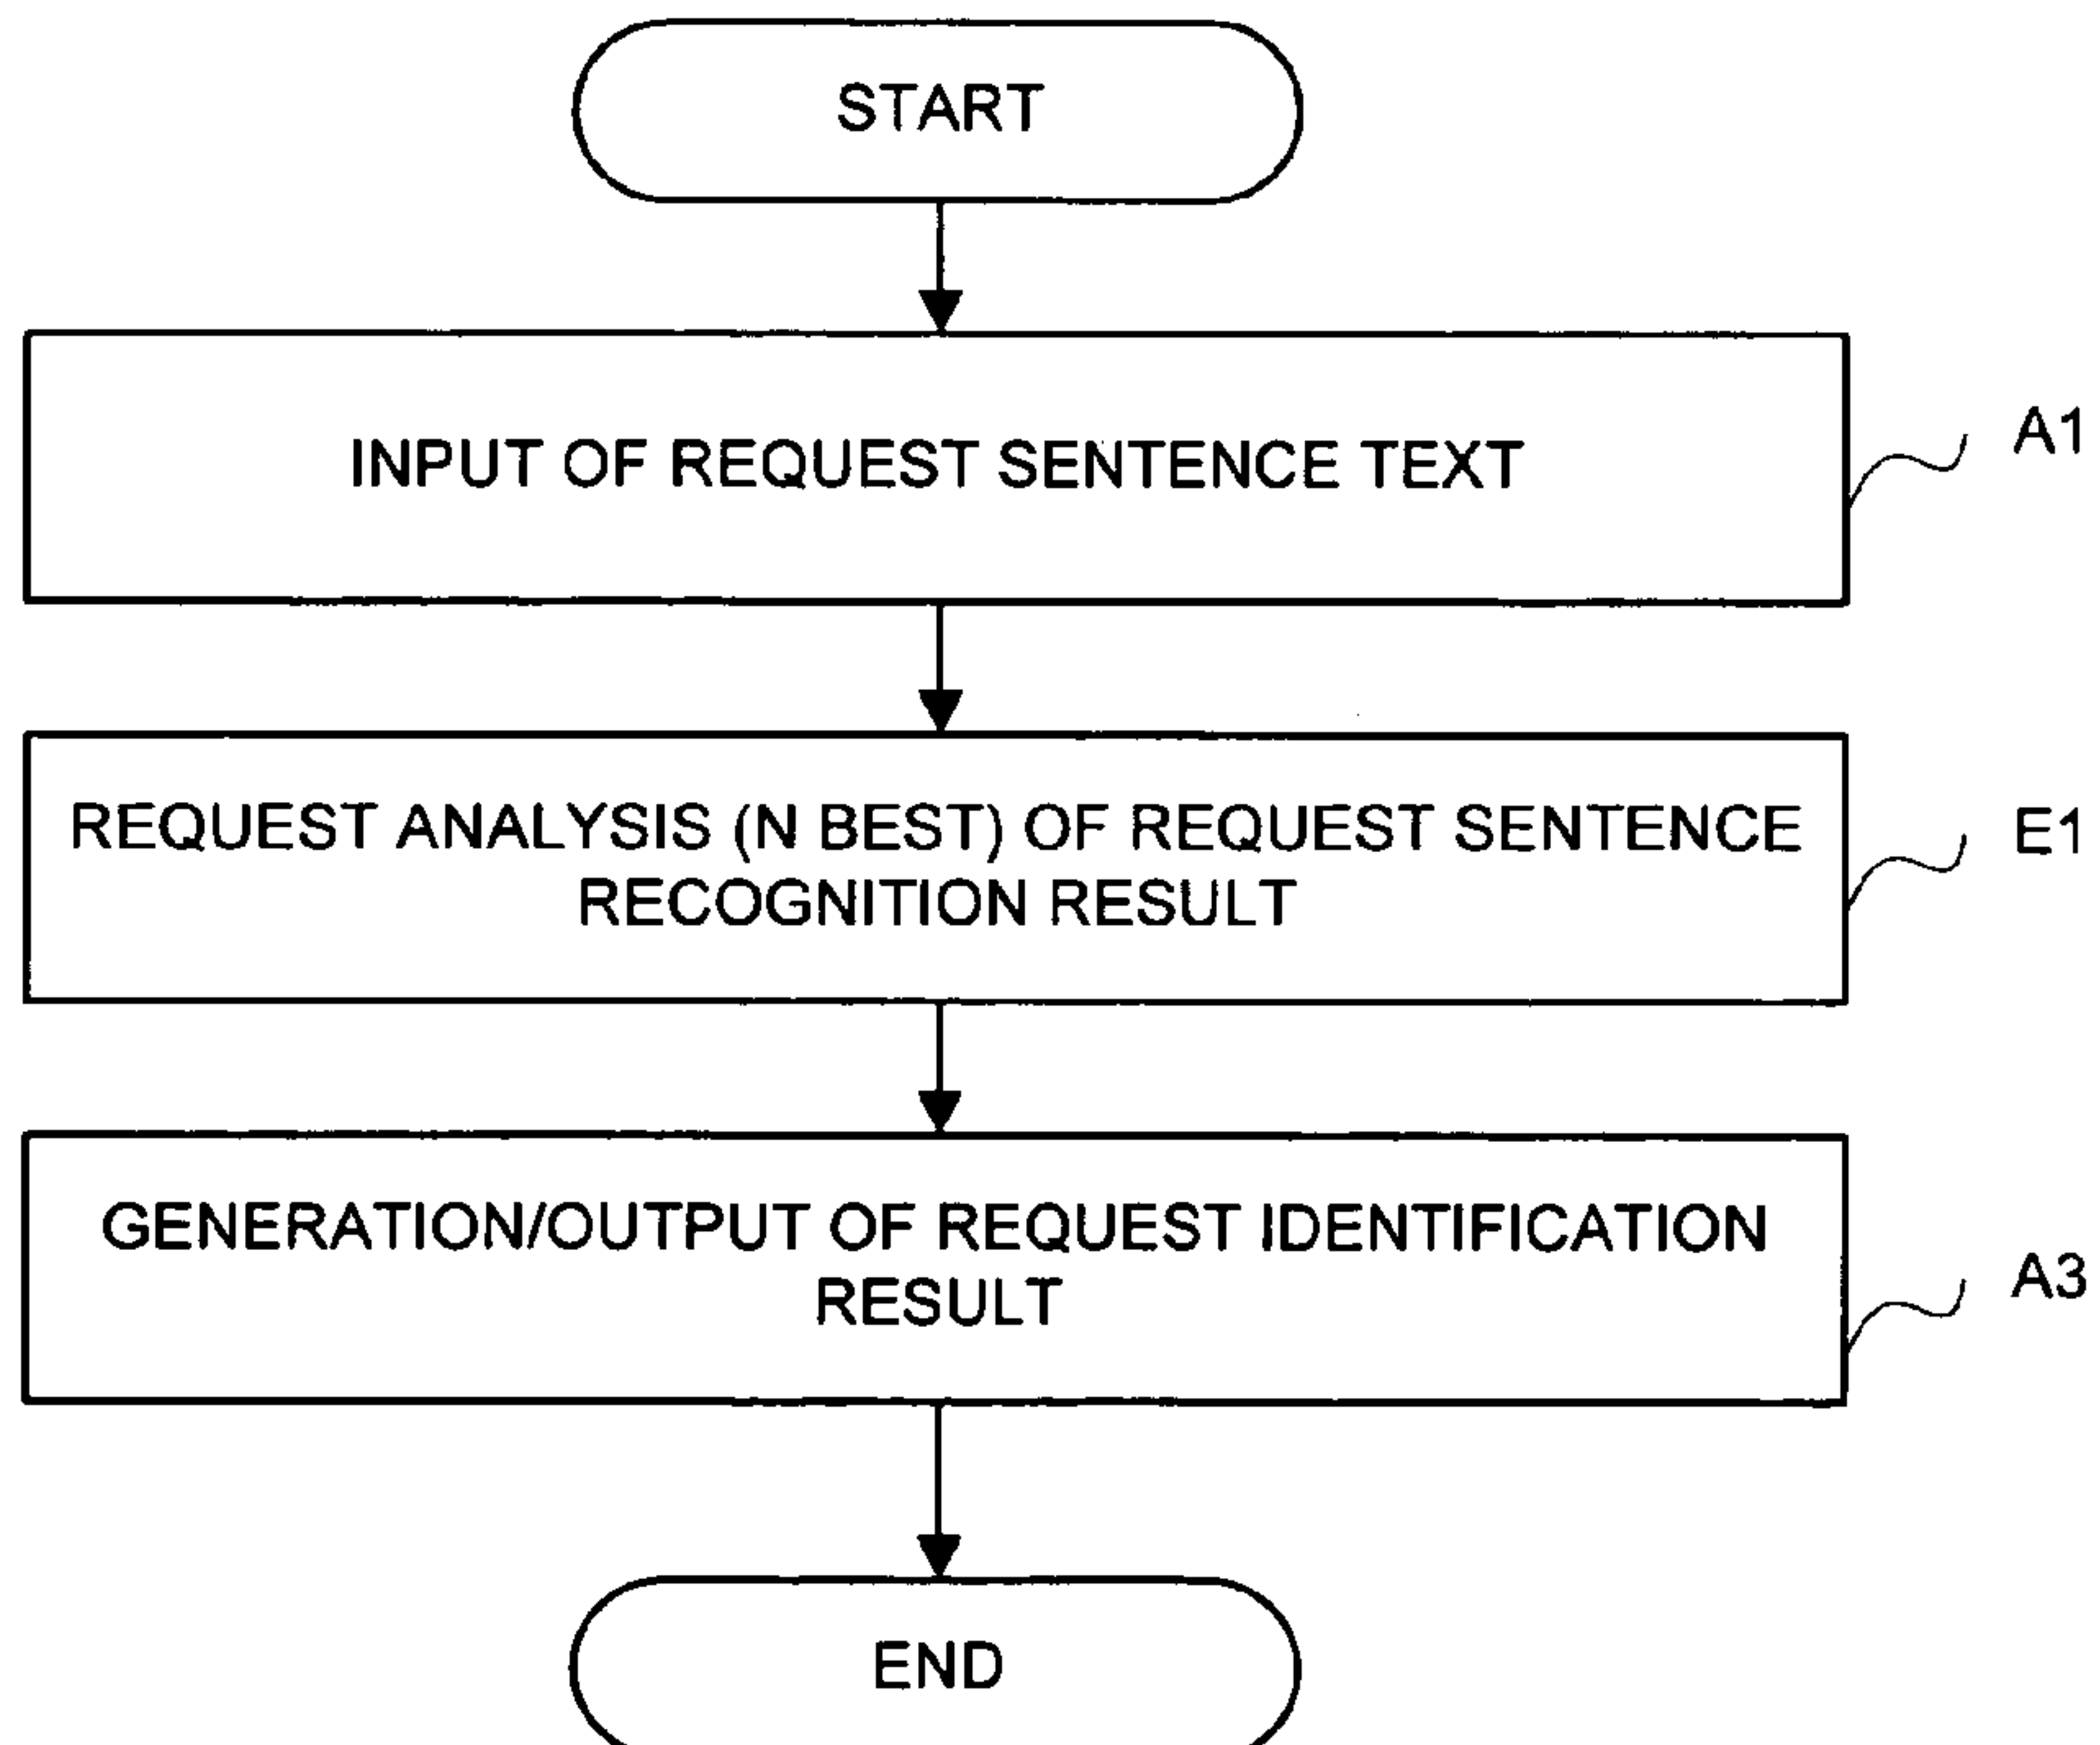 START
INPUT OF REQUEST SENTENCE TEXT
A1
REQUEST ANALYSIS (N BEST) OF REQUEST SENTENCE
RECOGNITION RESULT
E1
GENERATION/OUTPUT OF REQUEST IDENTIFICATION
RESULT
A3
END